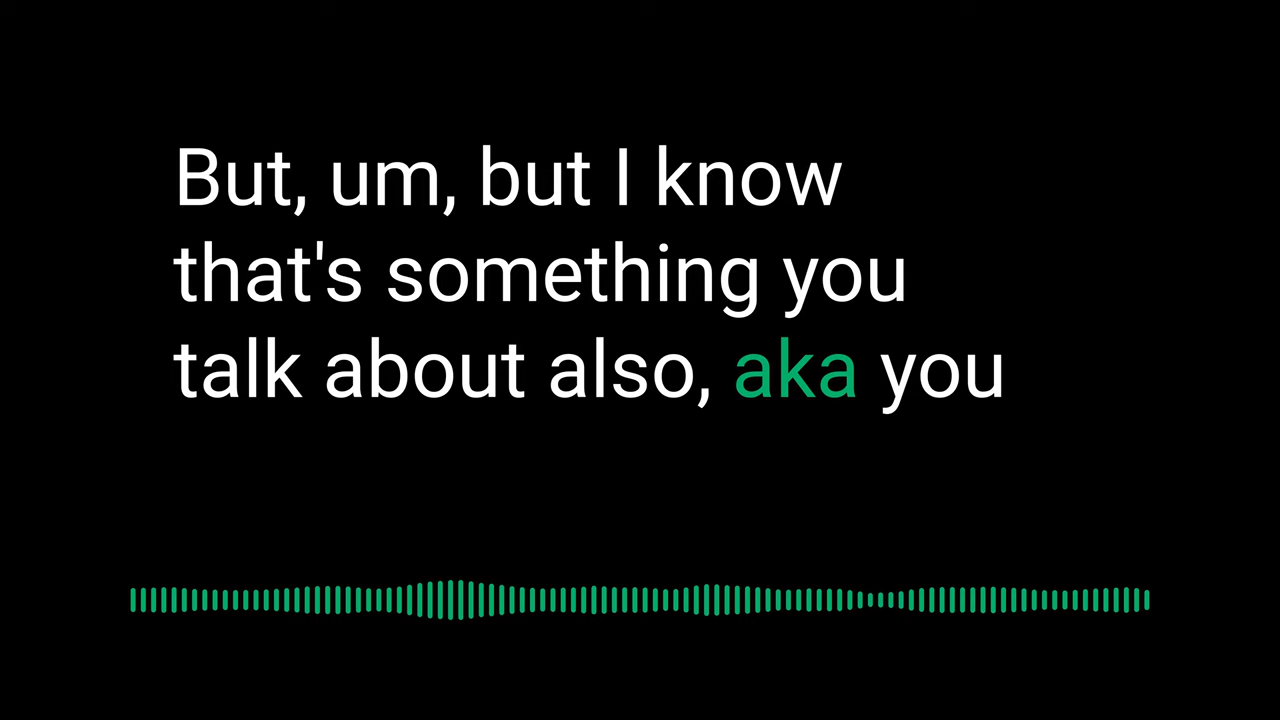 But, um, but I know
that's something you
talk about also, aka you